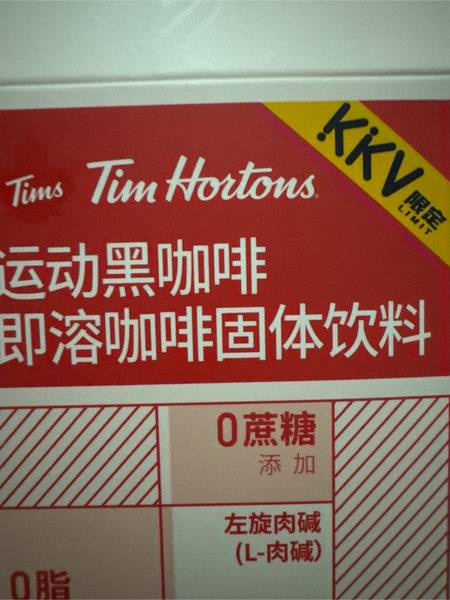 Tims Tim Hortons
KKV
限定
LIMIT
运动黑咖啡
即溶咖啡固体饮料
0蔗糖
添加
左旋肉碱
(L-肉碱)
0脂